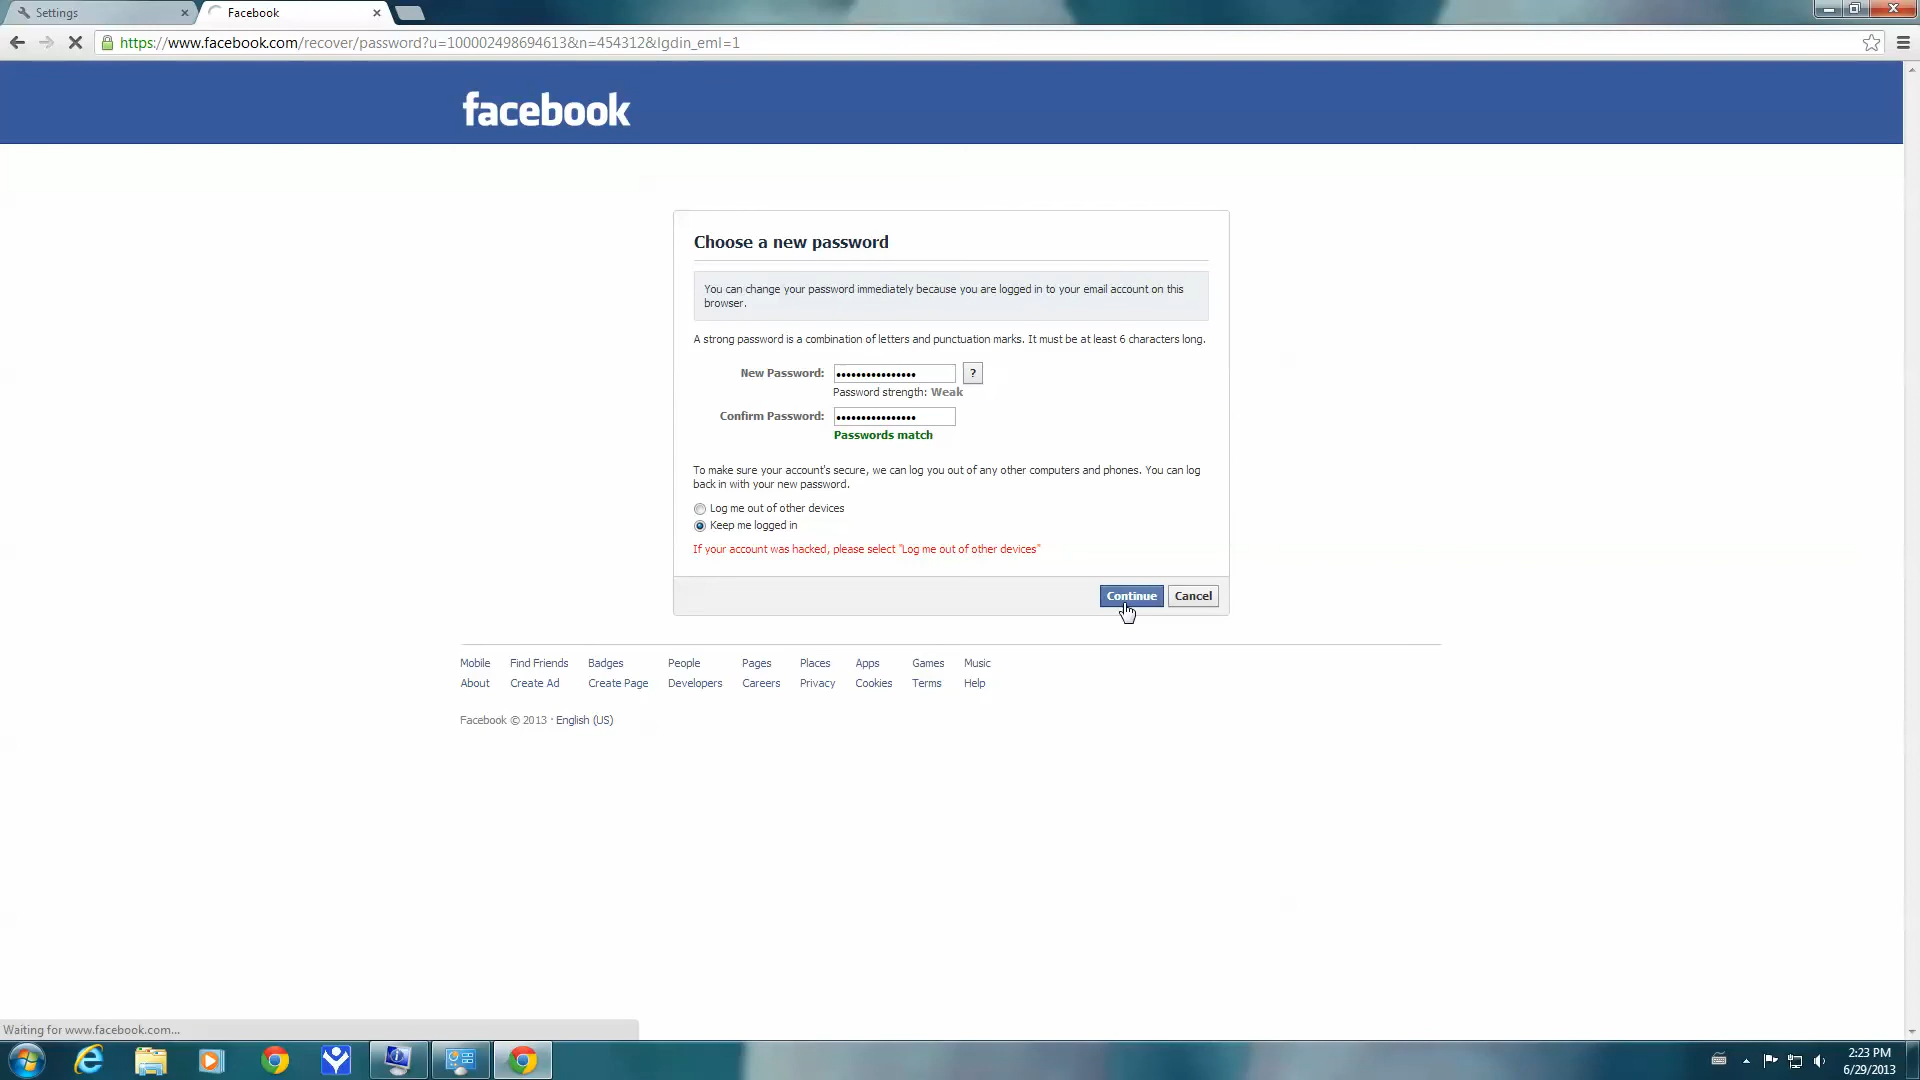 Settings
Facebook
https://www.facebook.com/recover/password?u=100002498694613&n=454312&lgdin_eml=1
facebook
Choose a new password
You can change your password immediately because you are logged in to your email account on this
browser.
A strong password is a combination of letters and punctuation marks. It must be at least 6 characters long.
New Password: •••••••••••••••• ?
Password strength: Weak
Confirm Password: ••••••••••••••••
Passwords match
To make sure your account's secure, we can log you out of any other computers and phones. You can log
back in with your new password.
Log me out of other devices
Keep me logged in
If your account was hacked, please select "Log me out of other devices"
Continue Cancel
Mobile Find Friends Badges People Pages Places Apps Games Music
About Create Ad Create Page Developers Careers Privacy Cookies Terms Help
Facebook © 2013 · English (US)
Waiting for www.facebook.com...
2:23 PM
6/29/2013